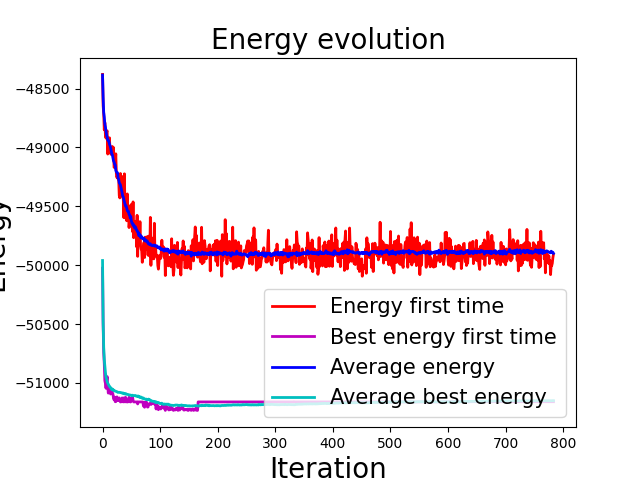 Energy evolution
Energy
−48500
−49000
−49500
−50000
−50500
−51000
0 100 200 300 400 500 600 700 800
Iteration
Energy first time
Best energy first time
Average energy
Average best energy